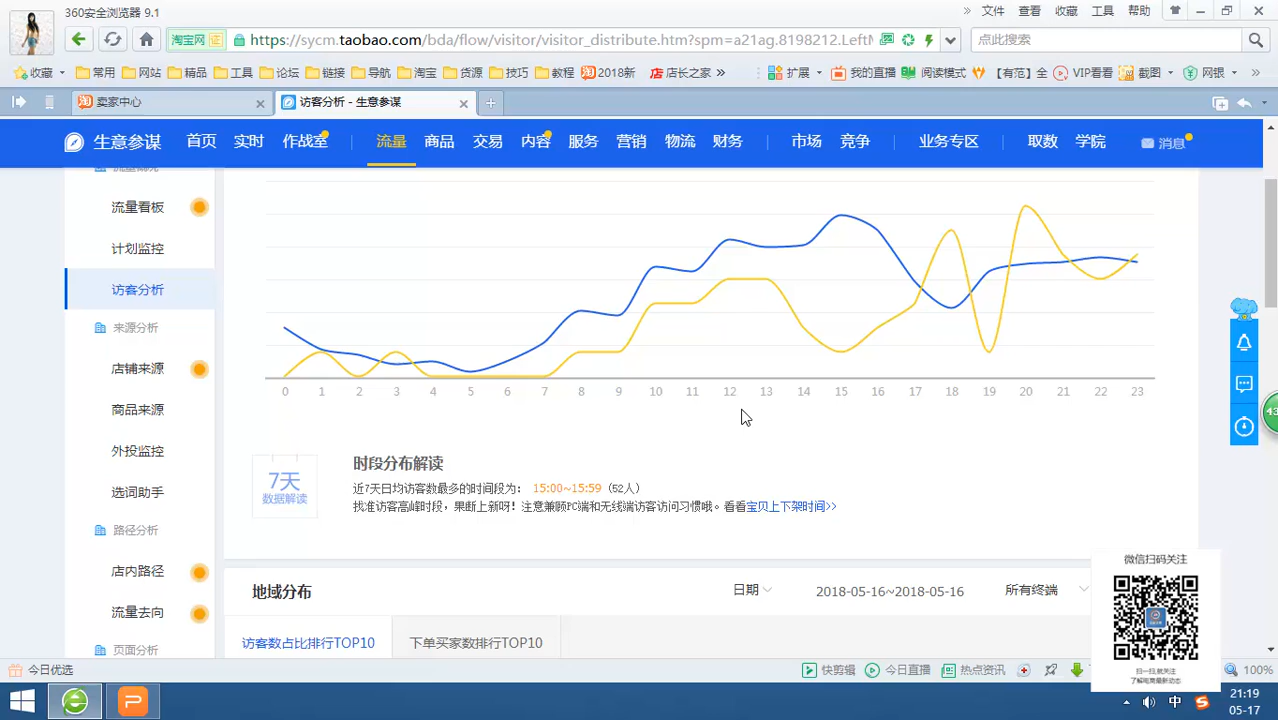 360安全浏览器 9.1
» 文件 查看 收藏 工具 帮助
淘宝网 证 https://sycm.taobao.com/bda/flow/visitor/visitor_distribute.htm?spm=a21ag.8198212.LeftM 点此搜索
收藏 常用 网站 精品 工具 论坛 链接 导航 淘宝 货源 技巧 教程 2018新 店长之家 » 扩展 我的直播 阅读模式 【有范】全 VIP看看 截图 网银 »
卖家中心 访客分析 - 生意参谋
生意参谋 首页 实时 作战室 流量 商品 交易 内容 服务 营销 物流 财务 市场 竞争 业务专区 取数 学院 消息
流量概况
流量看板
计划监控
访客分析
来源分析
店铺来源
商品来源
外投监控
选词助手
路径分析
店内路径
流量去向
页面分析
0 1 2 3 4 5 6 7 8 9 10 11 12 13 14 15 16 17 18 19 20 21 22 23
7天
数据解读
时段分布解读
近7天日均访客数最多的时间段为: 15:00~15:59 (52人)
找准访客高峰时段,果断上新呀!注意兼顾PC端和无线端访客访问习惯哦。看看宝贝上下架时间>>
地域分布 日期 2018-05-16~2018-05-16 所有终端
访客数占比排行TOP10 下单买家数排行TOP10
43
微信扫码关注
扫一扫,就关注
今日优选 快剪辑 今日直播 热点资讯 100%
中 21:19
05-17